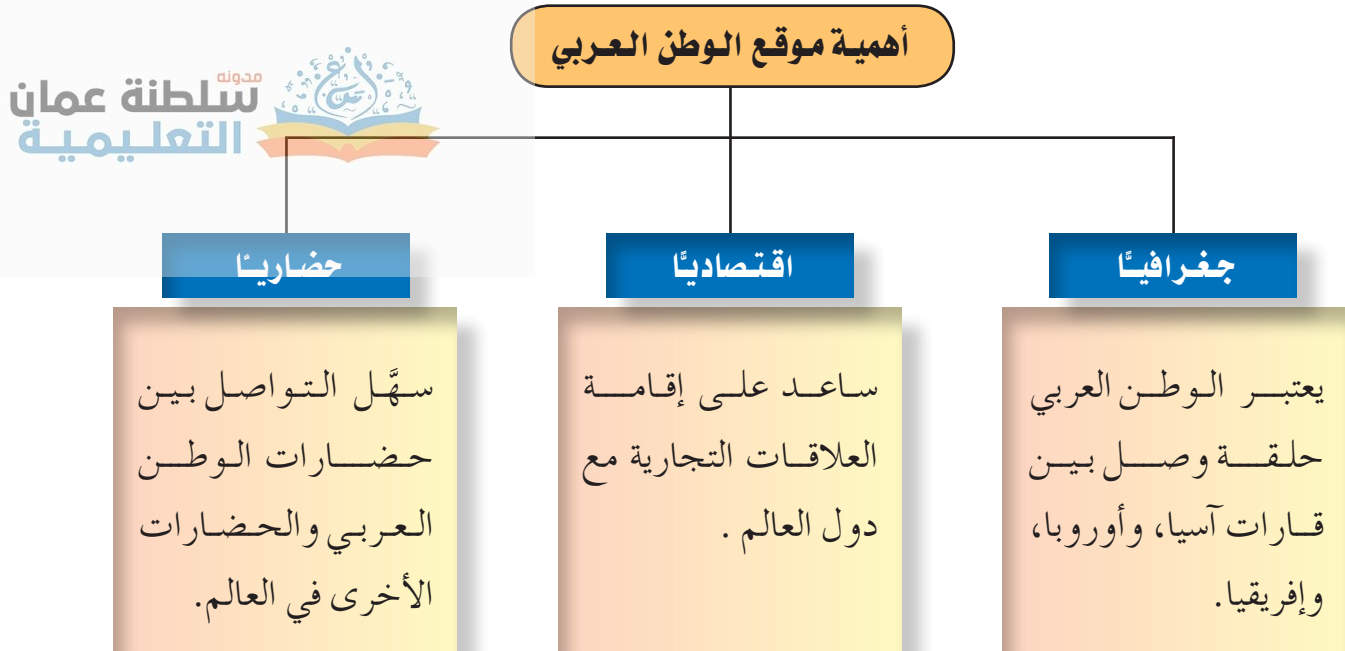 أهمية موقع الوطن العربي
مدونه
سلطنة عمان
التعليمية
جغرافيًّا
يعتبر الوطن العربي
حلقة وصل بين
قارات آسيا، وأوروبا،
وإفريقيا.
اقتصاديًّا
ساعد على إقامة
العلاقات التجارية مع
دول العالم .
حضاريًّا
سهَّل التواصل بين
حضارات الوطن
العربي والحضارات
الأخرى في العالم.